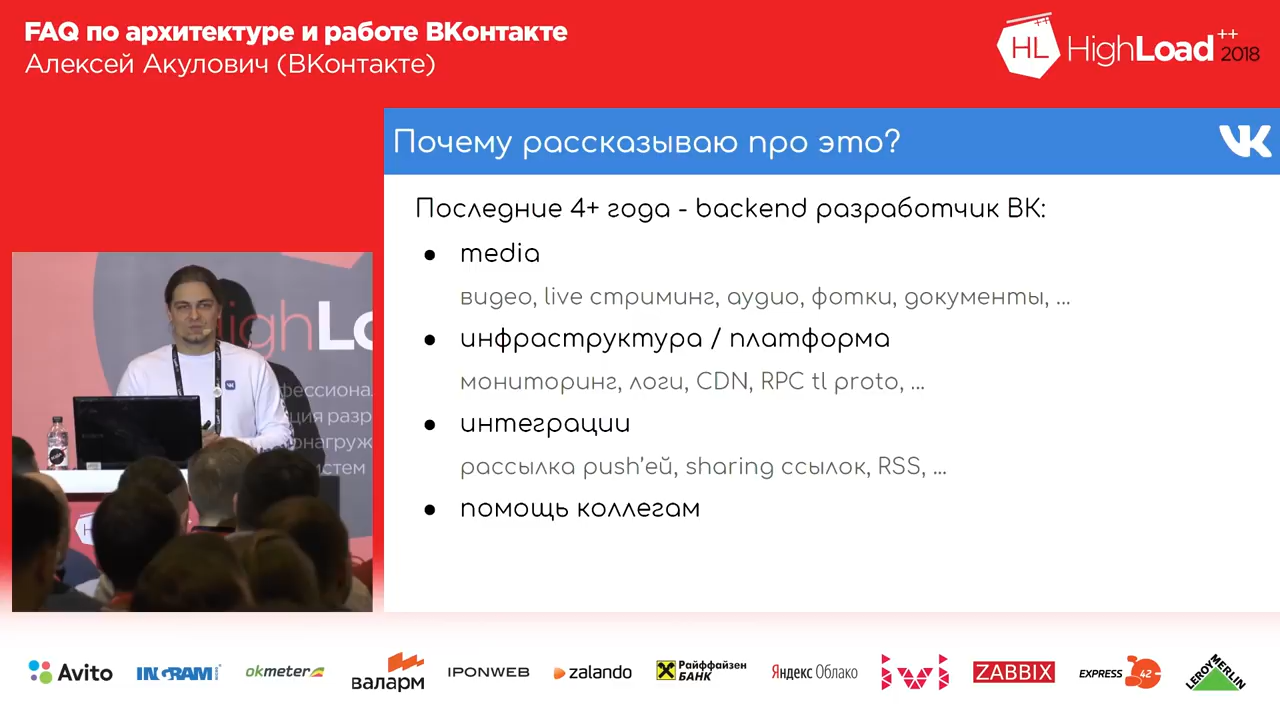 FAQ по архитектуре и работе ВКонтакте
Алексей Акулович (ВКонтакте)
HL HighLoad++ 2018
Почему рассказываю про это?
VK
Последние 4+ года - backend разработчик ВК:
● media
видео, live стриминг, аудио, фотки, документы, ...
● инфраструктура / платформа
мониторинг, логи, CDN, RPC tl proto, ...
● интеграции
рассылка push'ей, sharing ссылок, RSS, ...
● помощь коллегам
Avito
INGRAM
okmeter
валарм
IPONWEB
zalando
Райффайзен
БАНК
Яндекс Облако
ivi
ZABBIX
EXPRESS 42
LEROY MERLIN